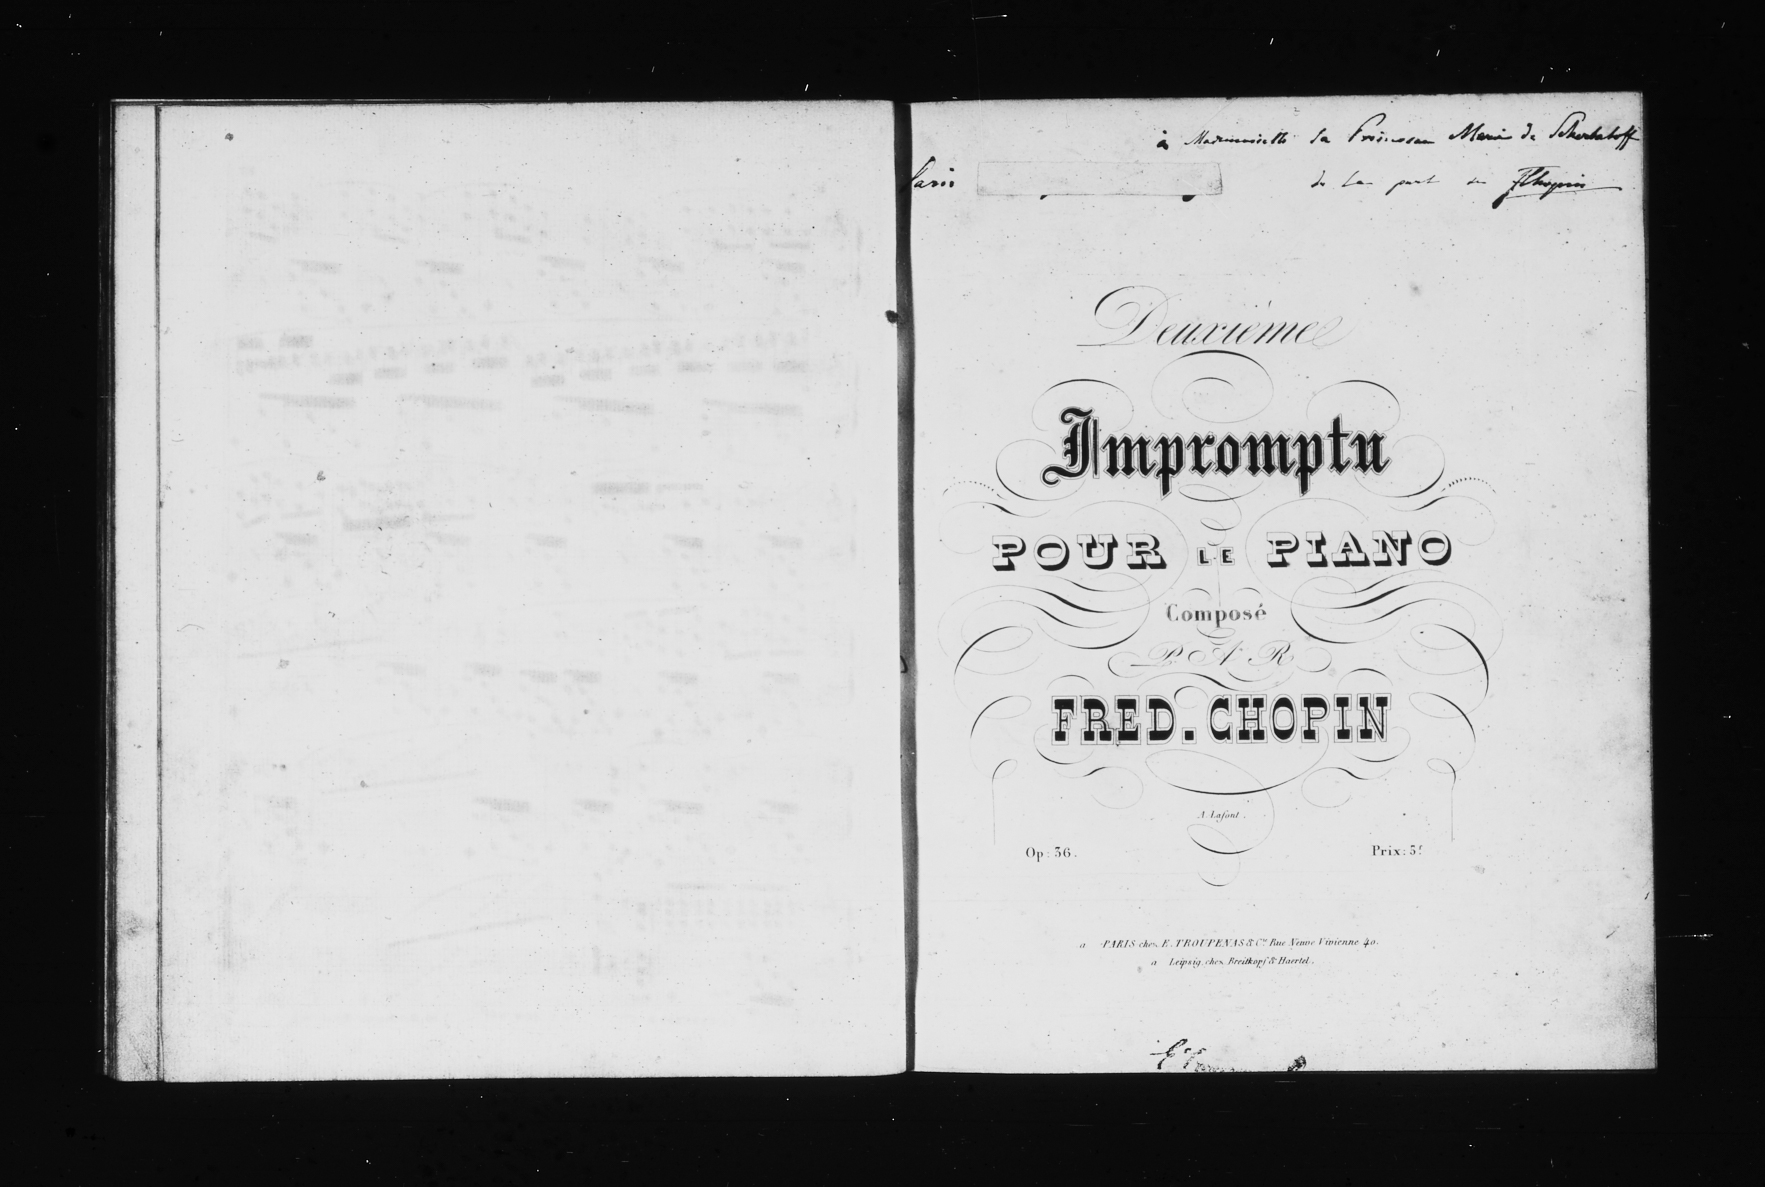 à Mademoiselle la Princesse Marie de Scherbatoff
Paris
de la part de FChopin
Deuxième
Impromptu
POUR LE PIANO
Composé
PAR
FRED. CHOPIN
A. Lafont.
Op: 36. Prix: 5f
a PARIS chez E. TROUPENAS & Cie Rue Neuve Vivienne 40.
a Leipsig, chez Breitkopf & Haertel.